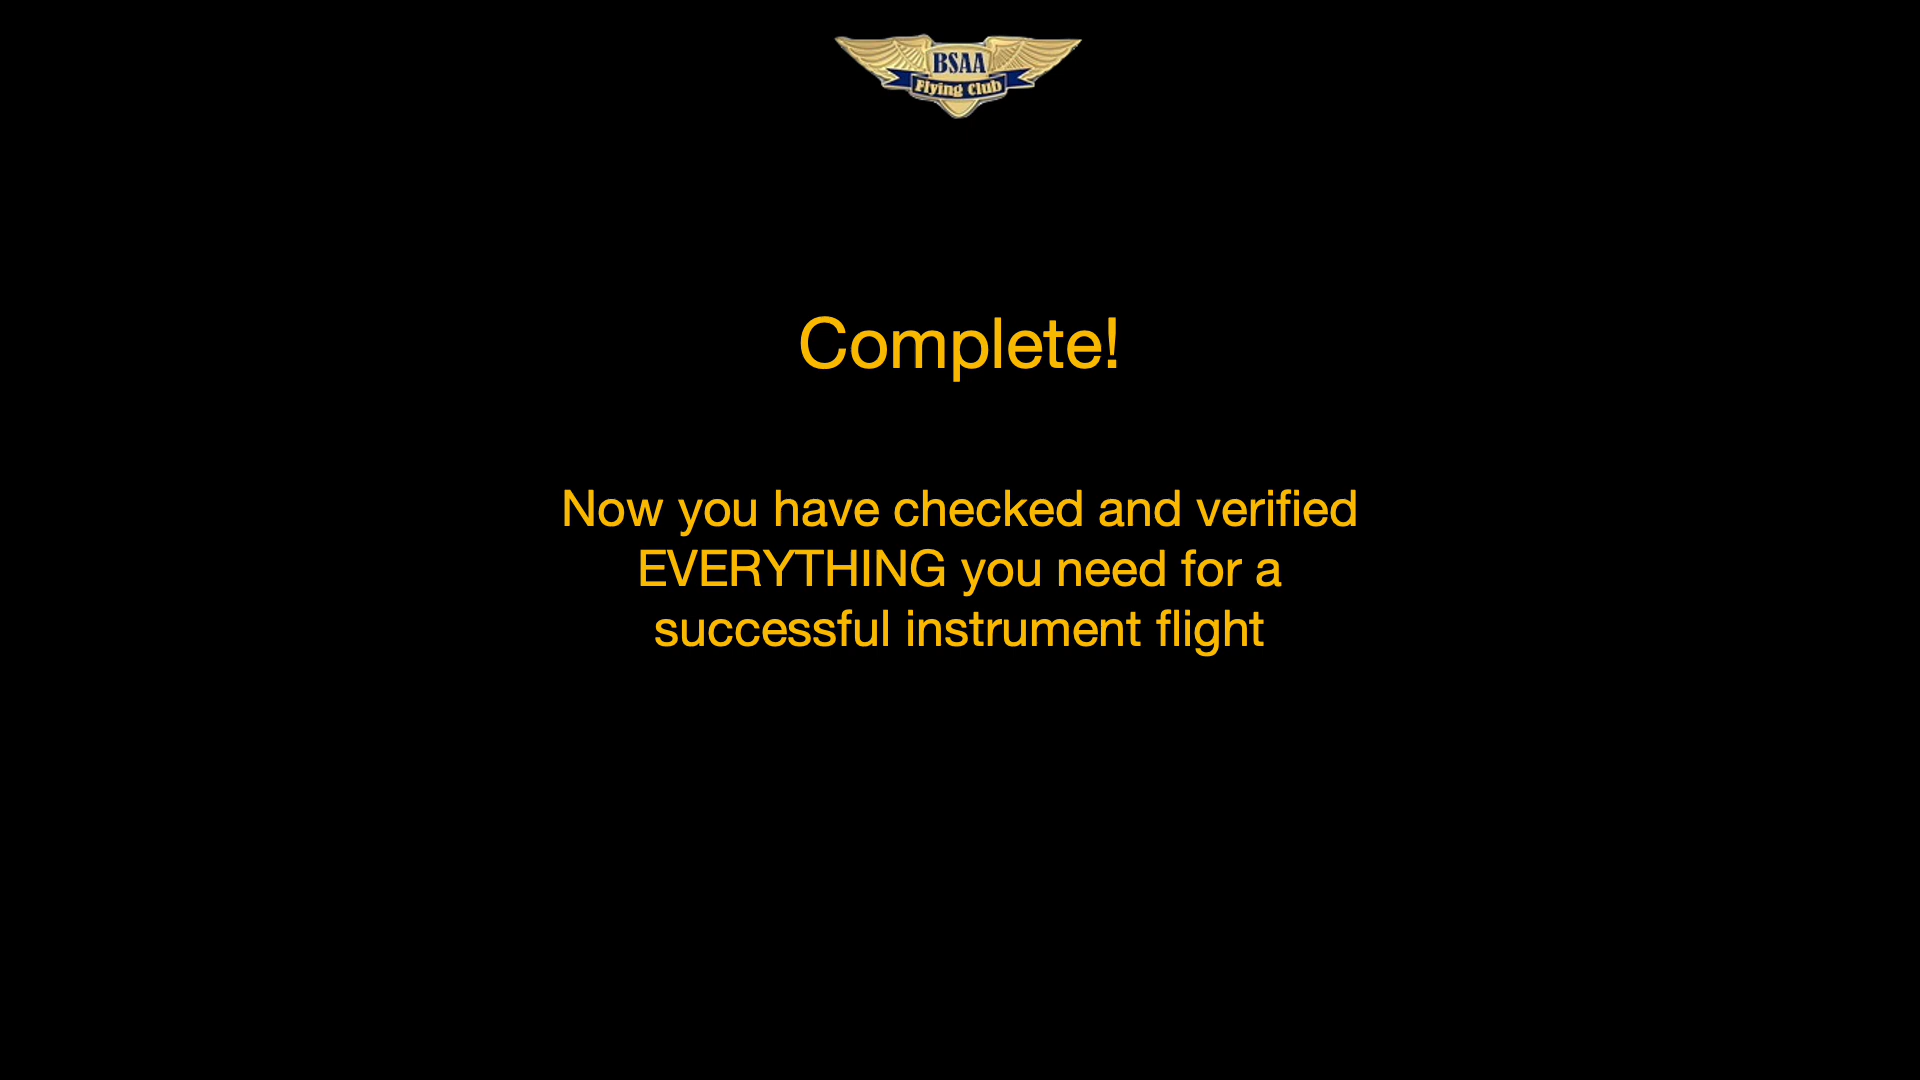 BSAA
Flying Club
Complete!
Now you have checked and verified
EVERYTHING you need for a
successful instrument flight